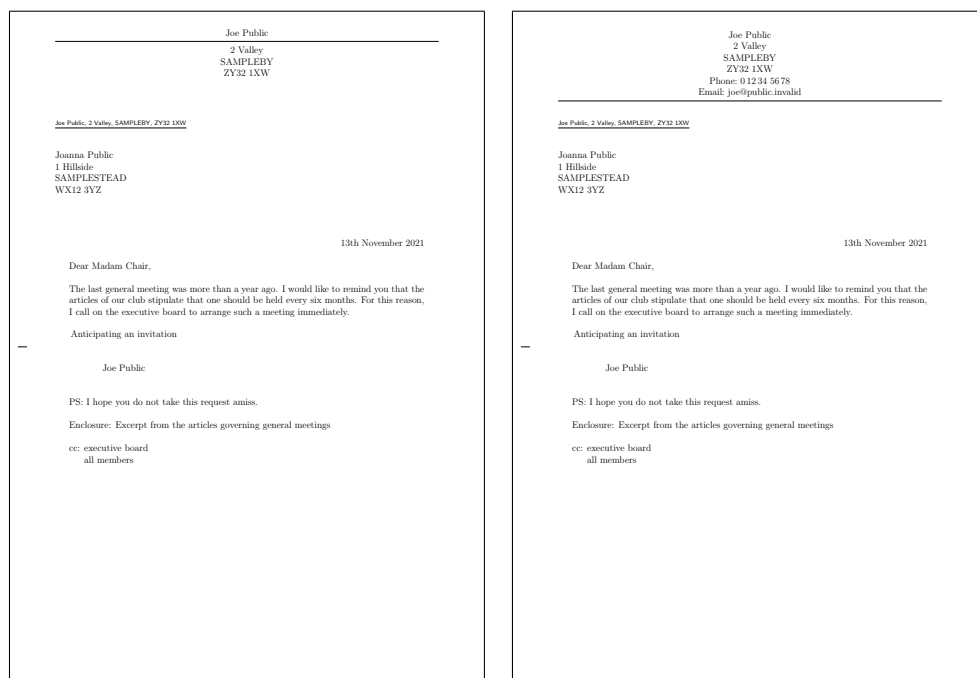 Joe Public
2 Valley
SAMPLEBY
ZY32 1XW
Joe Public, 2 Valley, SAMPLEBY, ZY32 1XW
Joanna Public
1 Hillside
SAMPLESTEAD
WX12 3YZ
13th November 2021
Dear Madam Chair,
The last general meeting was more than a year ago. I would like to remind you that the
articles of our club stipulate that one should be held every six months. For this reason,
I call on the executive board to arrange such a meeting immediately.
Anticipating an invitation
Joe Public
PS: I hope you do not take this request amiss.
Enclosure: Excerpt from the articles governing general meetings
cc: executive board
all members
Joe Public
2 Valley
SAMPLEBY
ZY32 1XW
Phone: 0 12 34 56 78
Email: joe@public.invalid
Joe Public, 2 Valley, SAMPLEBY, ZY32 1XW
Joanna Public
1 Hillside
SAMPLESTEAD
WX12 3YZ
13th November 2021
Dear Madam Chair,
The last general meeting was more than a year ago. I would like to remind you that the
articles of our club stipulate that one should be held every six months. For this reason,
I call on the executive board to arrange such a meeting immediately.
Anticipating an invitation
Joe Public
PS: I hope you do not take this request amiss.
Enclosure: Excerpt from the articles governing general meetings
cc: executive board
all members